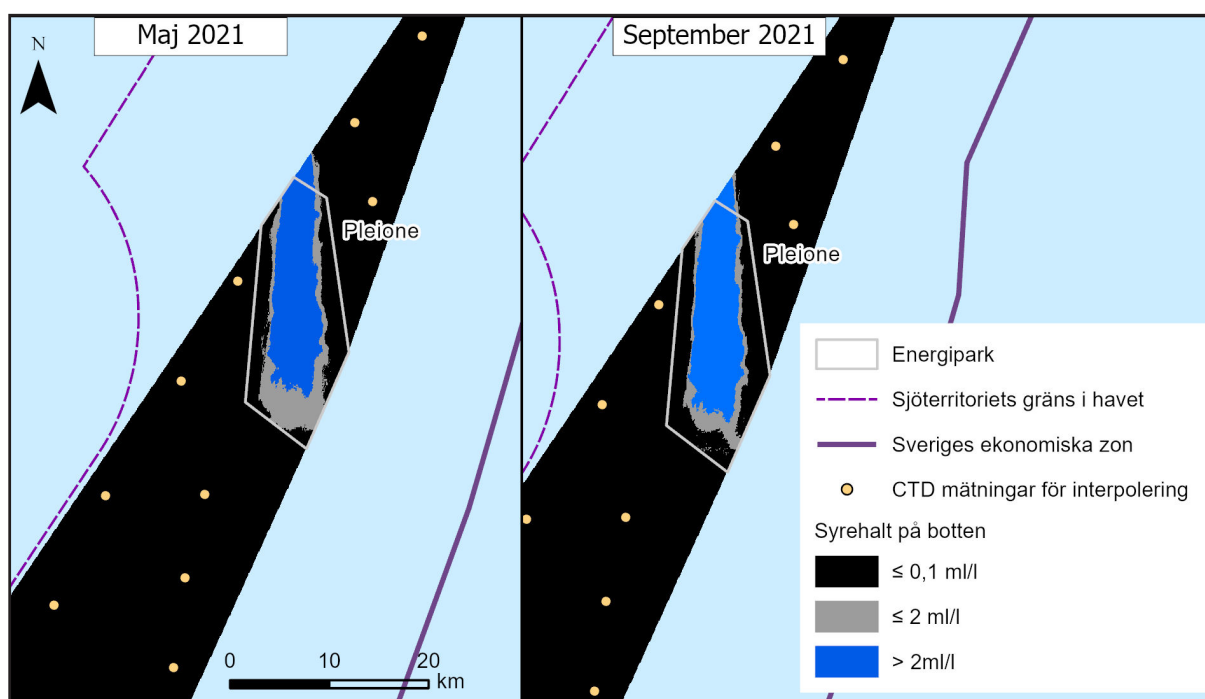 Maj 2021
September 2021
N
Pleione
Pleione
Energipark
Sjöterritoriets gräns i havet
Sveriges ekonomiska zon
CTD mätningar för interpolering
Syrehalt på botten
≤ 0,1 ml/l
≤ 2 ml/l
> 2ml/l
0 10 20
km